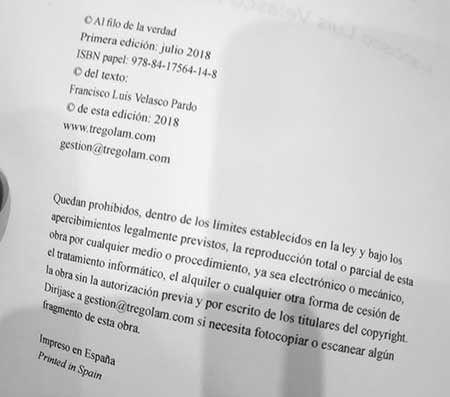 © Al filo de la verdad
Primera edición: julio 2018
ISBN papel: 978-84-17564-14-8
© del texto:
Francisco Luis Velasco Pardo
© de esta edición: 2018
www.tregolam.com
gestion@tregolam.com
Quedan prohibidos, dentro de los límites establecidos en la ley y bajo los
apercibimientos legalmente previstos, la reproducción total o parcial de esta
obra por cualquier medio o procedimiento, ya sea electrónico o mecánico,
el tratamiento informático, el alquiler o cualquier otra forma de cesión de
la obra sin la autorización previa y por escrito de los titulares del copyright.
Diríjase a gestion@tregolam.com si necesita fotocopiar o escanear algún
fragmento de esta obra.
Impreso en España
Printed in Spain